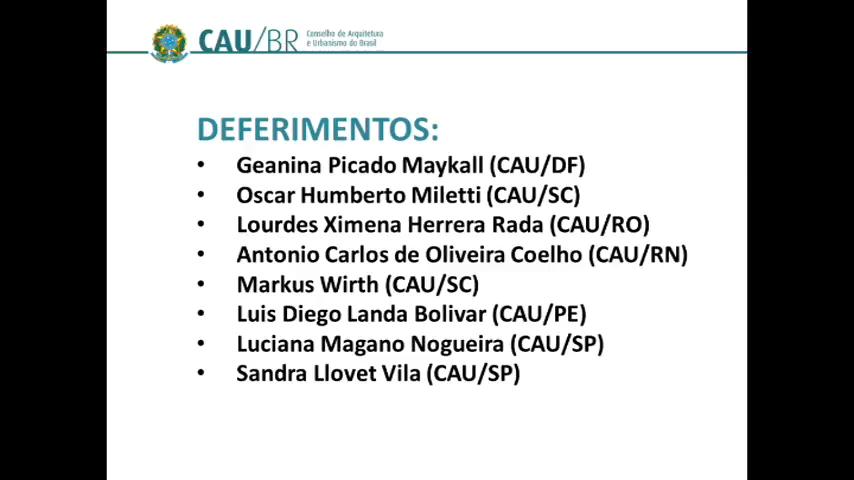 CAU/BR Conselho de Arquitetura
e Urbanismo do Brasil
DEFERIMENTOS:
• Geanina Picado Maykall (CAU/DF)
• Oscar Humberto Miletti (CAU/SC)
• Lourdes Ximena Herrera Rada (CAU/RO)
• Antonio Carlos de Oliveira Coelho (CAU/RN)
• Markus Wirth (CAU/SC)
• Luis Diego Landa Bolivar (CAU/PE)
• Luciana Magano Nogueira (CAU/SP)
• Sandra Llovet Vila (CAU/SP)